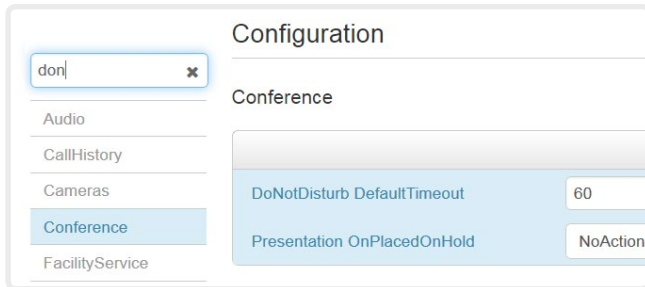 Configuration
don
Conference
Audio
CallHistory
Cameras
Conference
FacilityService
DoNotDisturb DefaultTimeout 60
Presentation OnPlacedOnHold NoAction